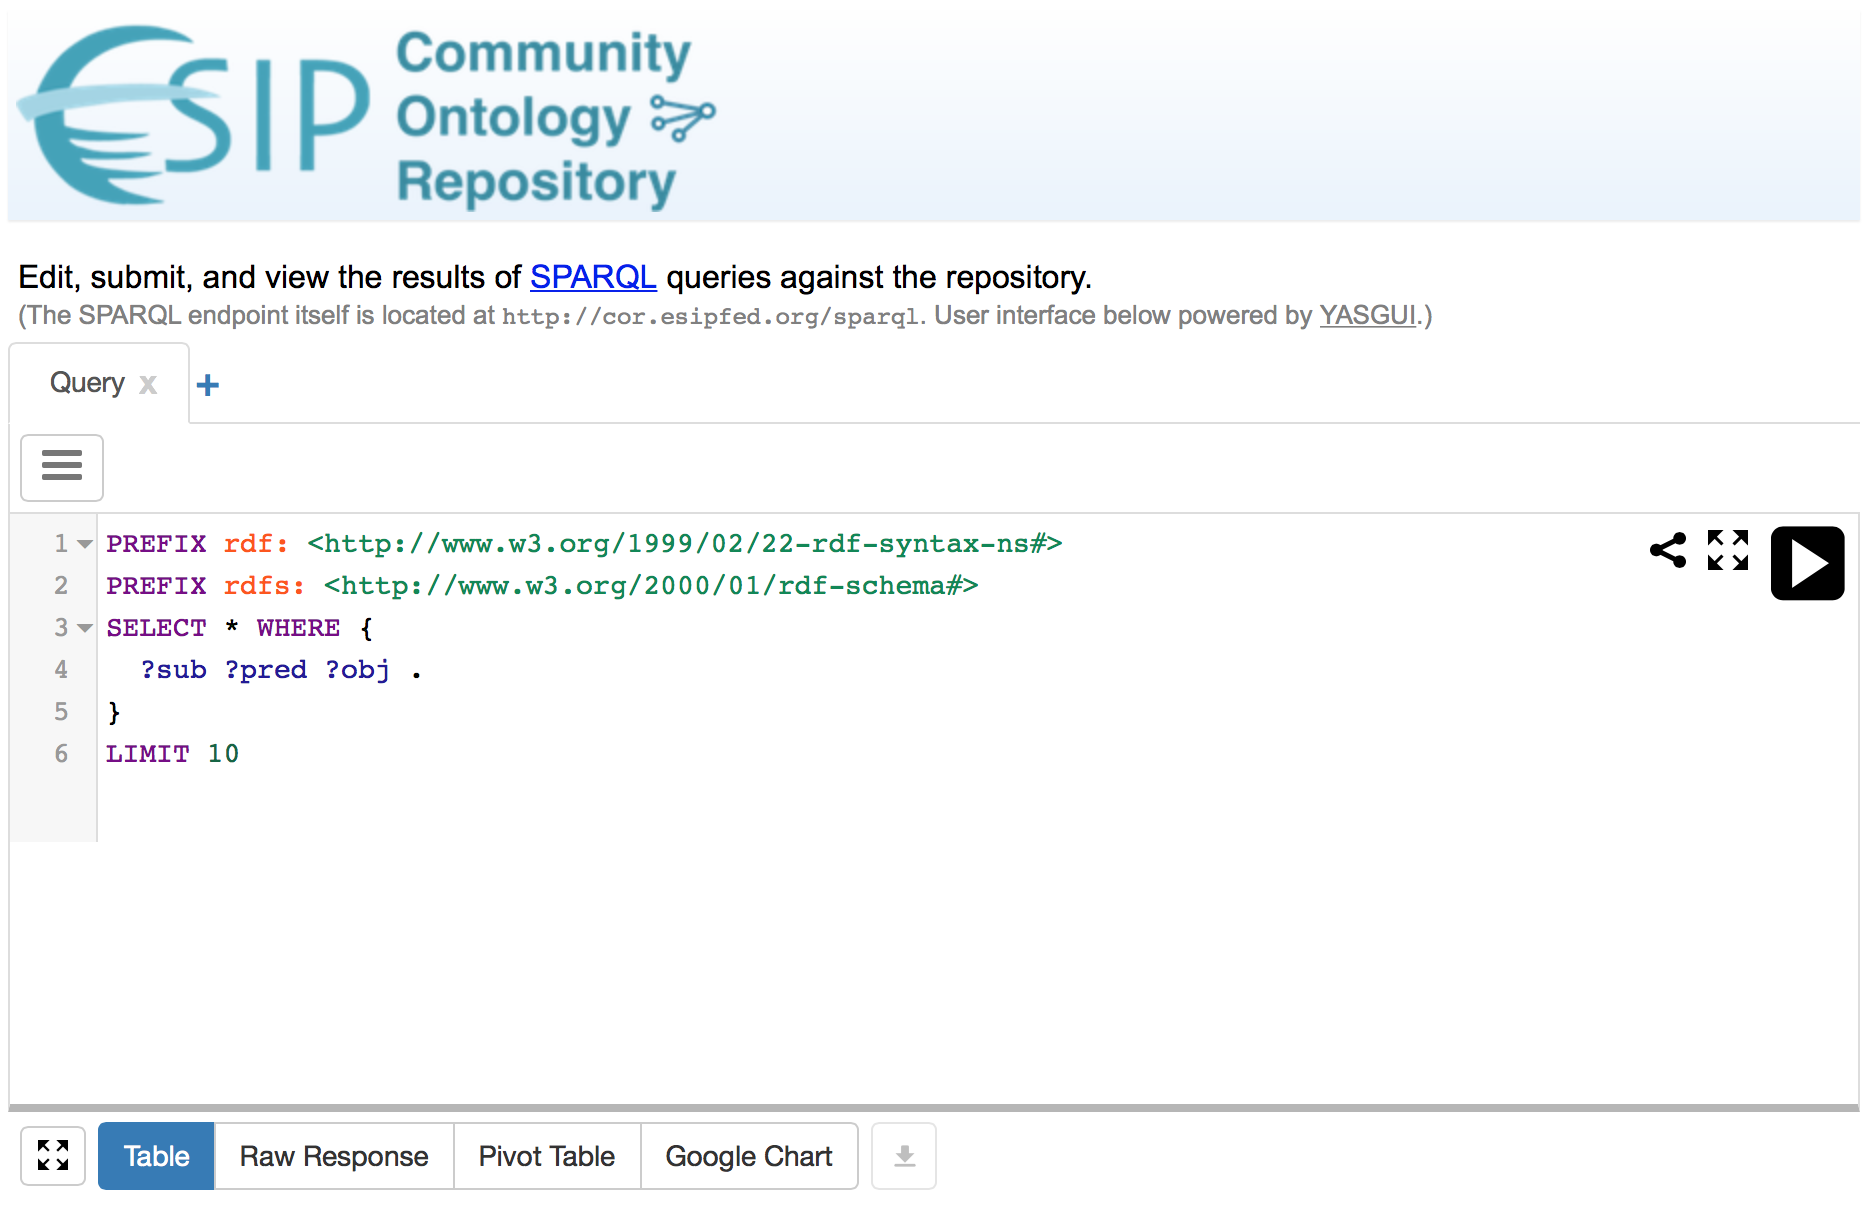 ESIP
Community
Ontology
Repository
Edit, submit, and view the results of SPARQL queries against the repository.
(The SPARQL endpoint itself is located at http://cor.esipfed.org/sparql. User interface below powered by YASGUI.)
Query x +
1 PREFIX rdf: <http://www.w3.org/1999/02/22-rdf-syntax-ns#>
2 PREFIX rdfs: <http://www.w3.org/2000/01/rdf-schema#>
3 SELECT * WHERE {
4 ?sub ?pred ?obj .
5 }
6 LIMIT 10
Table Raw Response Pivot Table Google Chart